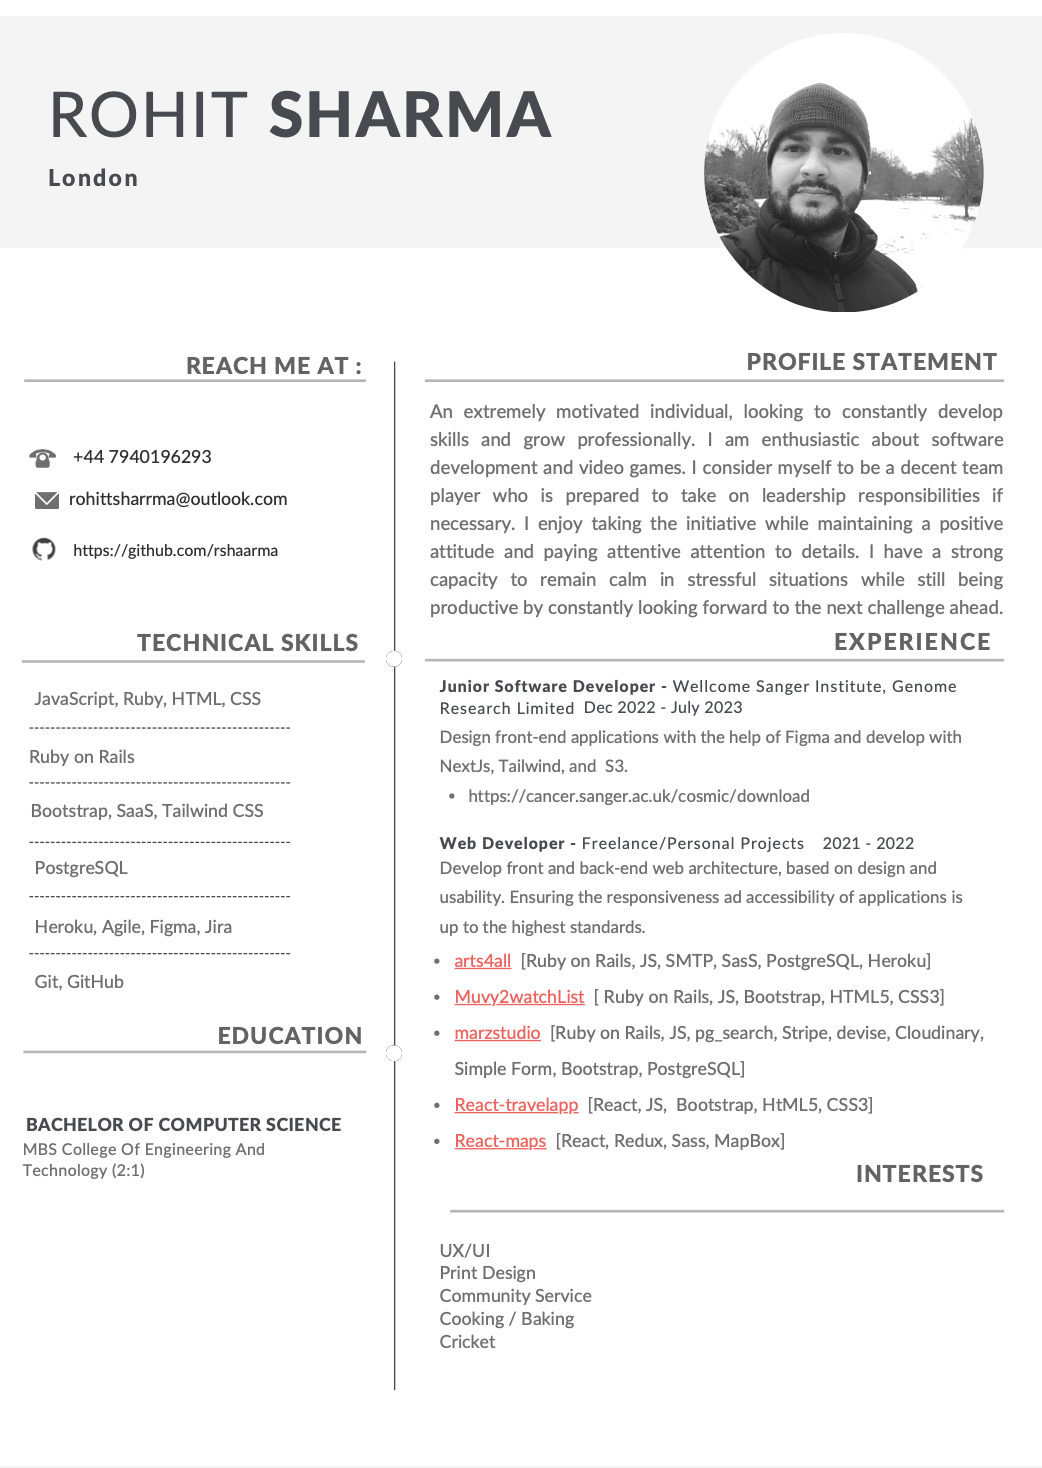 ROHIT SHARMA
London
REACH ME AT :
+44 7940196293
rohittsharrma@outlook.com
https://github.com/rshaarma
TECHNICAL SKILLS
JavaScript, Ruby, HTML, CSS
Ruby on Rails
Bootstrap, SaaS, Tailwind CSS
PostgreSQL
Heroku, Agile, Figma, Jira
Git, GitHub
EDUCATION
BACHELOR OF COMPUTER SCIENCE
MBS College Of Engineering And
Technology (2:1)
PROFILE STATEMENT
An extremely motivated individual, looking to constantly develop
skills and grow professionally. I am enthusiastic about software
development and video games. I consider myself to be a decent team
player who is prepared to take on leadership responsibilities if
necessary. I enjoy taking the initiative while maintaining a positive
attitude and paying attentive attention to details. I have a strong
capacity to remain calm in stressful situations while still being
productive by constantly looking forward to the next challenge ahead.
EXPERIENCE
Junior Software Developer - Wellcome Sanger Institute, Genome
Research Limited Dec 2022 - July 2023
Design front-end applications with the help of Figma and develop with
NextJs, Tailwind, and S3.
• https://cancer.sanger.ac.uk/cosmic/download
Web Developer - Freelance/Personal Projects 2021 - 2022
Develop front and back-end web architecture, based on design and
usability. Ensuring the responsiveness ad accessibility of applications is
up to the highest standards.
• arts4all [Ruby on Rails, JS, SMTP, SasS, PostgreSQL, Heroku]
• Muvy2watchList [ Ruby on Rails, JS, Bootstrap, HTML5, CSS3]
• marzstudio [Ruby on Rails, JS, pg_search, Stripe, devise, Cloudinary,
Simple Form, Bootstrap, PostgreSQL]
• React-travelapp [React, JS, Bootstrap, HtML5, CSS3]
• React-maps [React, Redux, Sass, MapBox]
INTERESTS
UX/UI
Print Design
Community Service
Cooking / Baking
Cricket